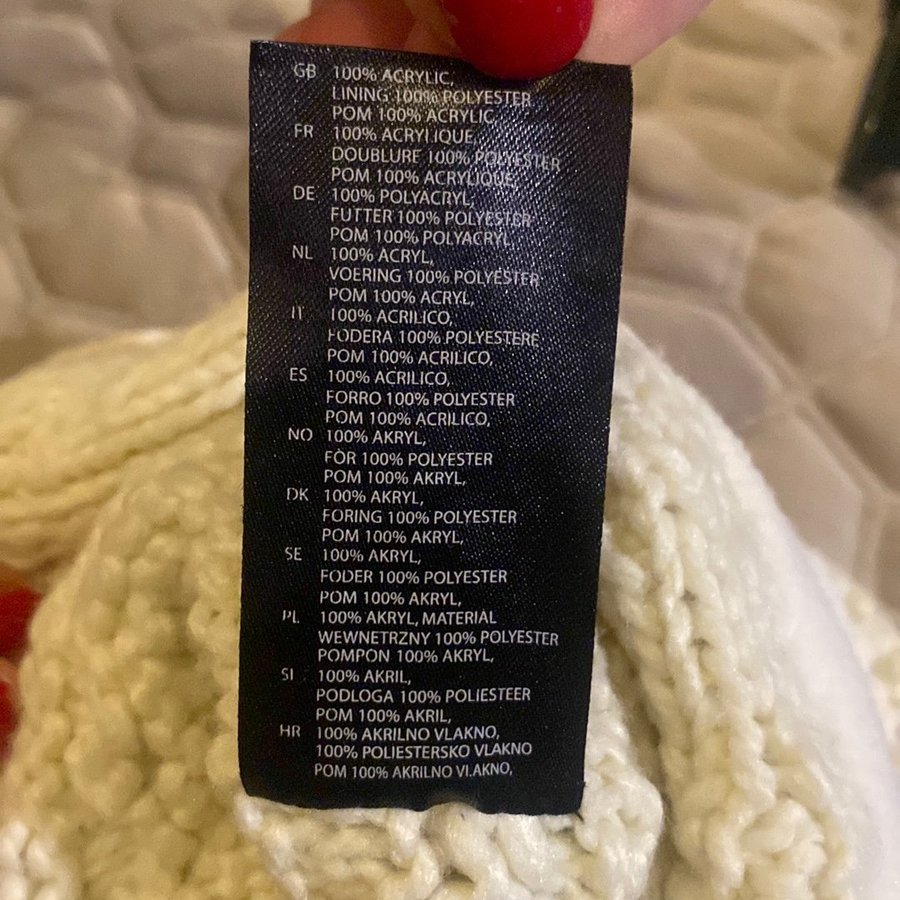 GB 100% ACRYLIC,
LINING 100% POLYESTER
POM 100% ACRYLIC,
FR 100% ACRYLIQUE,
DOUBLURE 100% POLYESTER
POM 100% ACRYLIQUE,
DE 100% POLYACRYL,
FUTTER 100% POLYESTER
POM 100% POLYACRYL,
NL 100% ACRYL,
VOERING 100% POLYESTER
POM 100% ACRYL,
IT 100% ACRILICO,
FODERA 100% POLYESTERE
POM 100% ACRILICO,
ES 100% ACRILICO,
FORRO 100% POLYESTER
POM 100% ACRILICO,
NO 100% AKRYL,
FÒR 100% POLYESTER
POM 100% AKRYL,
DK 100% AKRYL,
FORING 100% POLYESTER
POM 100% AKRYL,
SE 100% AKRYL,
FODER 100% POLYESTER
POM 100% AKRYL,
PL 100% AKRYL, MATERIAL
WEWNETRZNY 100% POLYESTER
POMPON 100% AKRYL,
SI 100% AKRIL,
PODLOGA 100% POLIESTEER
POM 100% AKRIL,
HR 100% AKRILNO VLAKNO,
100% POLIESTERSKO VLAKNO
POM 100% AKRILNO VLAKNO,